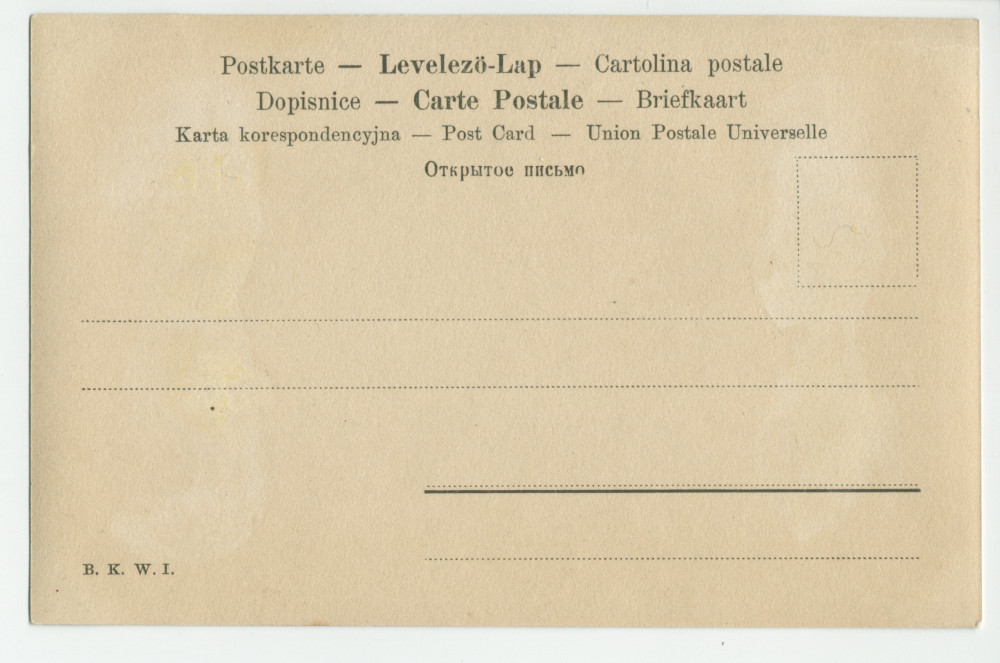 Postkarte — Levelezö-Lap — Cartolina postale
Dopisnice — Carte Postale — Briefkaart
Karta korespondencyjna — Post Card — Union Postale Universelle
Открытое письмо
B. K. W. I.